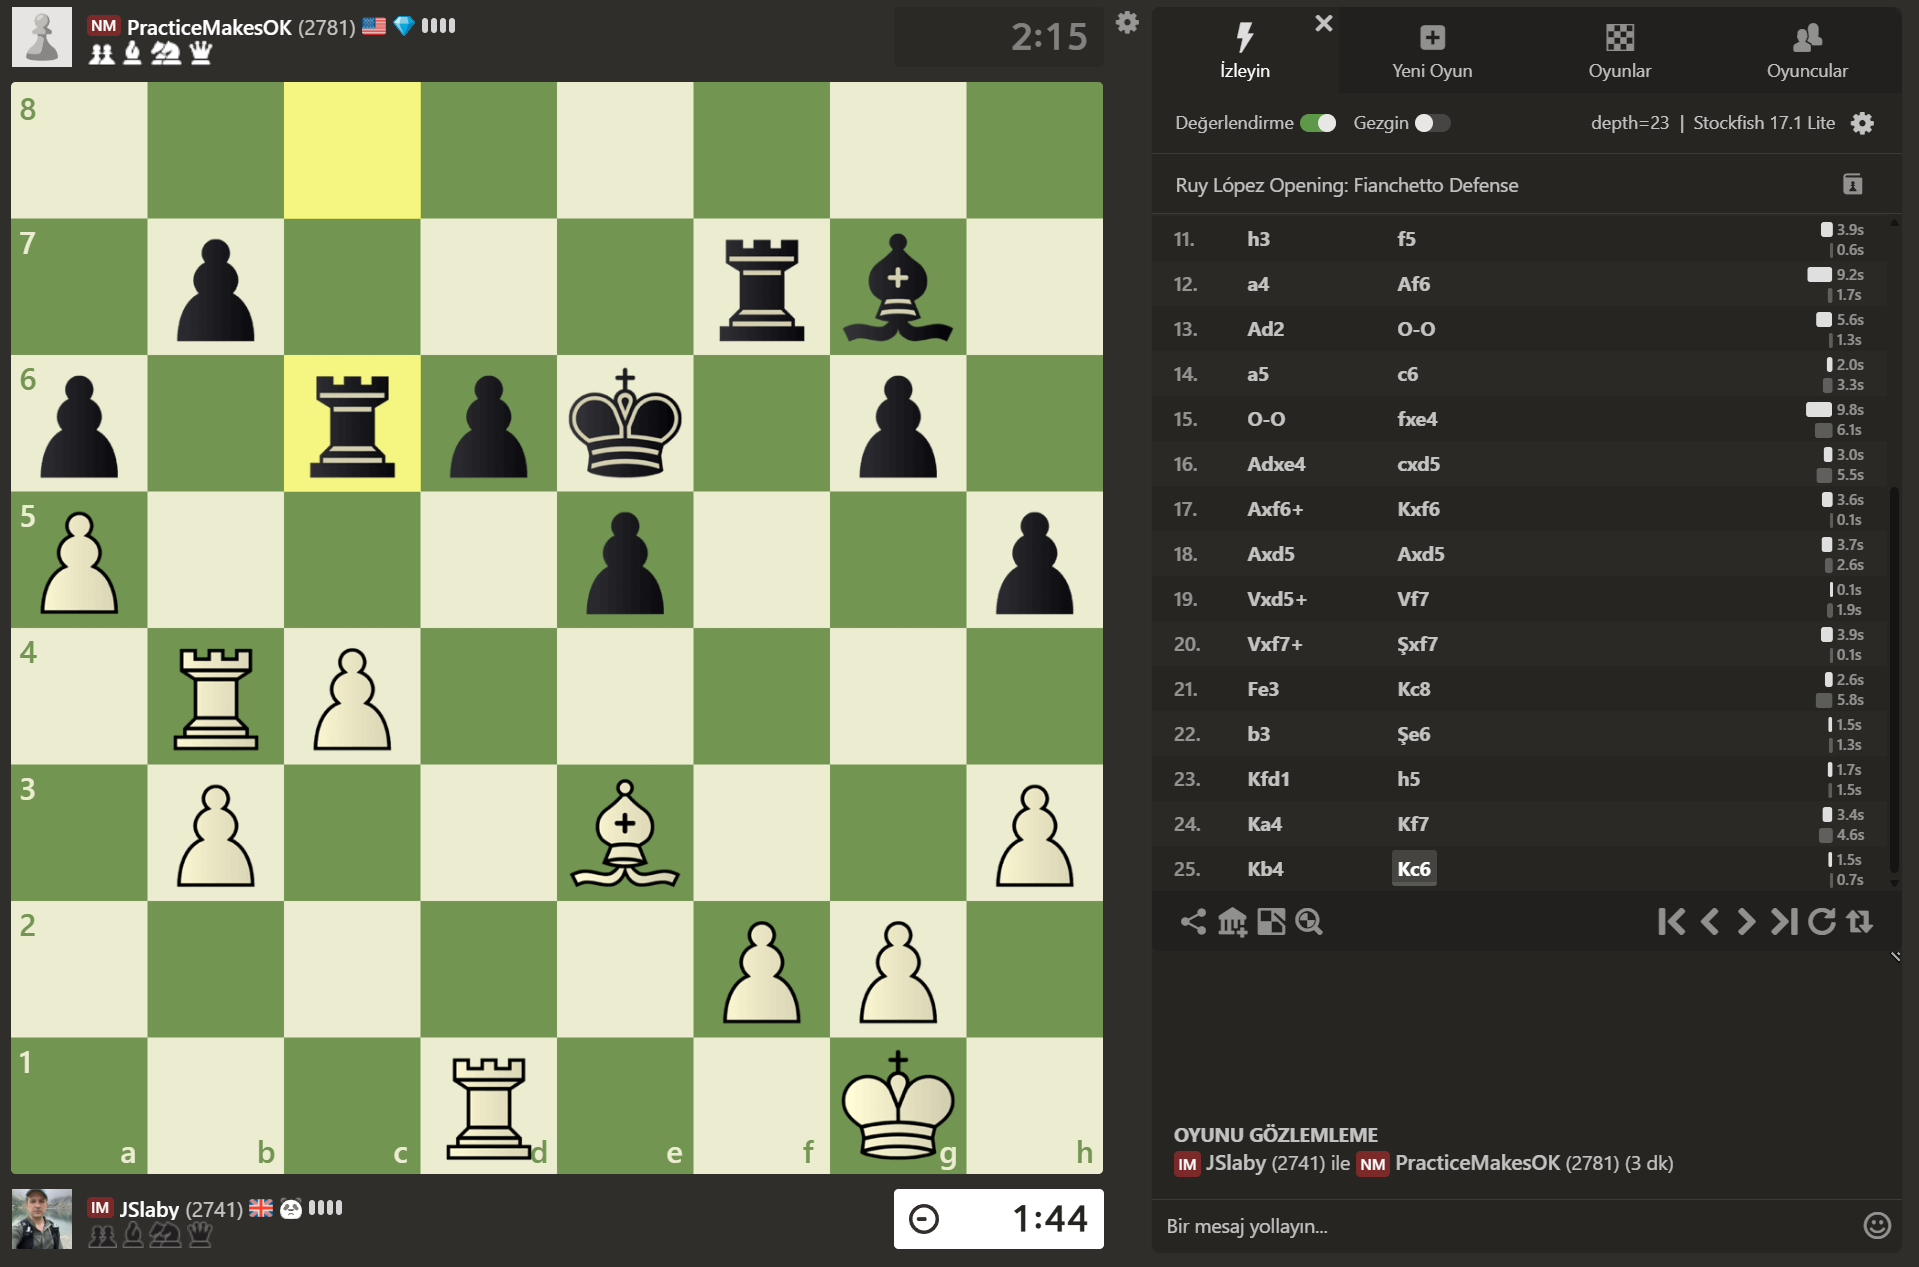 NM PracticeMakesOK (2781)
2:15
8
7
6
5
4
3
2
1
a b c d e f g h
IM JSlaby (2741)
1:44
İzleyin
Yeni Oyun
Oyunlar
Oyuncular
Değerlendirme Gezgin depth=23 | Stockfish 17.1 Lite
Ruy López Opening: Fianchetto Defense
11. h3 f5 3.9s
0.6s
12. a4 Af6 9.2s
1.7s
13. Ad2 O-O 5.6s
1.3s
14. a5 c6 2.0s
3.3s
15. O-O fxe4 9.8s
6.1s
16. Adxe4 cxd5 3.0s
5.5s
17. Axf6+ Kxf6 3.6s
0.1s
18. Axd5 Axd5 3.7s
2.6s
19. Vxd5+ Vf7 0.1s
1.9s
20. Vxf7+ Şxf7 3.9s
0.1s
21. Fe3 Kc8 2.6s
5.8s
22. b3 Şe6 1.5s
1.3s
23. Kfd1 h5 1.7s
1.5s
24. Ka4 Kf7 3.4s
4.6s
25. Kb4 Kc6 1.5s
0.7s
OYUNU GÖZLEMLEME
IM JSlaby (2741) ile NM PracticeMakesOK (2781) (3 dk)
Bir mesaj yollayın...